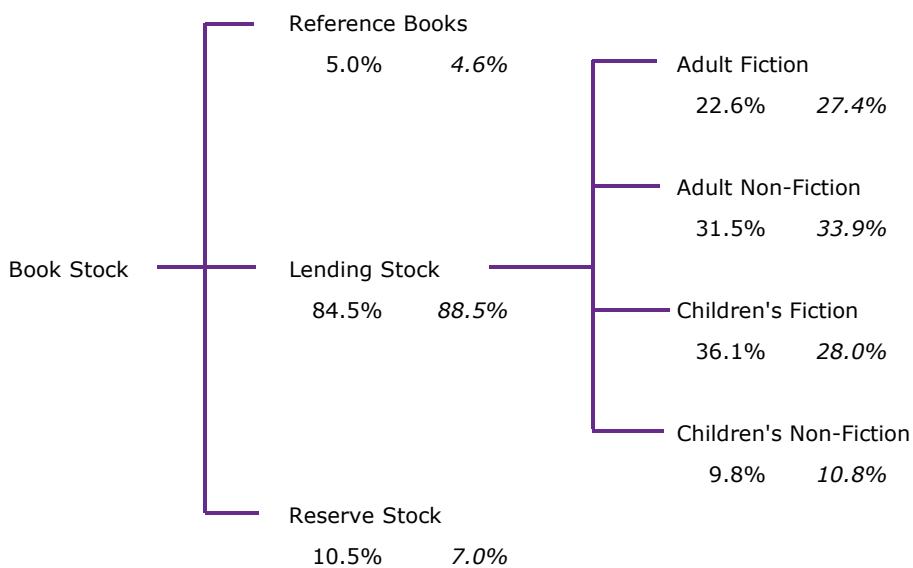 Reference Books
5.0% 4.6%
Adult Fiction
22.6% 27.4%
Adult Non-Fiction
31.5% 33.9%
Book Stock
Lending Stock
84.5% 88.5%
Children's Fiction
36.1% 28.0%
Children's Non-Fiction
9.8% 10.8%
Reserve Stock
10.5% 7.0%